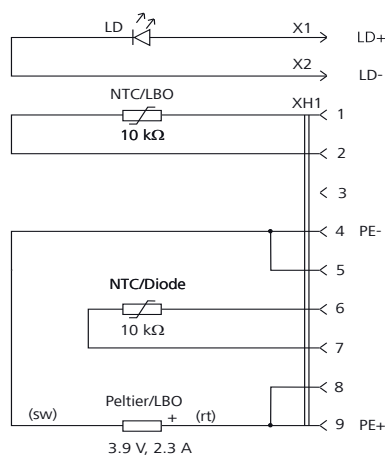 LD X1 LD+
X2 LD-
NTC/LBO XH1
10 kΩ
1
2
3
4 PE-
5
NTC/Diode
10 kΩ
6
7
8
Peltier/LBO
(sw) + (rt) 9 PE+
3.9 V, 2.3 A